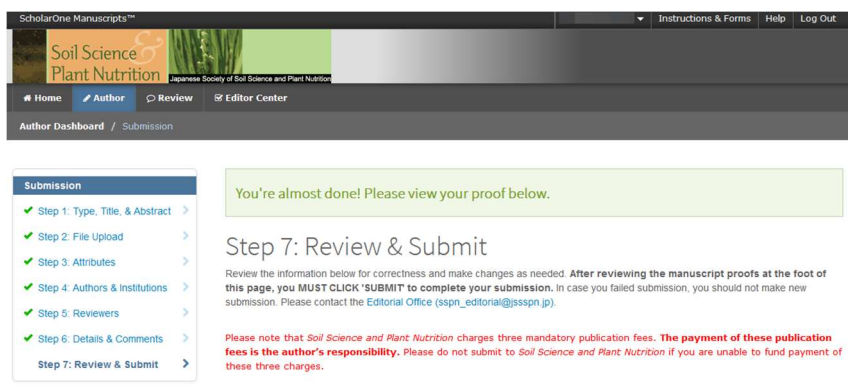 ScholarOne Manuscripts™
Instructions & Forms Help Log Out
Soil Science &
Plant Nutrition Japanese Society of Soil Science and Plant Nutrition
Home Author Review Editor Center
Author Dashboard / Submission
Submission
Step 1: Type, Title, & Abstract
Step 2: File Upload
Step 3: Attributes
Step 4: Authors & Institutions
Step 5: Reviewers
Step 6: Details & Comments
Step 7: Review & Submit
You're almost done! Please view your proof below.
Step 7: Review & Submit
Review the information below for correctness and make changes as needed. After reviewing the manuscript proofs at the foot of
this page, you MUST CLICK 'SUBMIT' to complete your submission. In case you failed submission, you should not make new
submission. Please contact the Editorial Office (sspn_editorial@jssspn.jp).
Please note that Soil Science and Plant Nutrition charges three mandatory publication fees. The payment of these publication
fees is the author's responsibility. Please do not submit to Soil Science and Plant Nutrition if you are unable to fund payment of
these three charges.